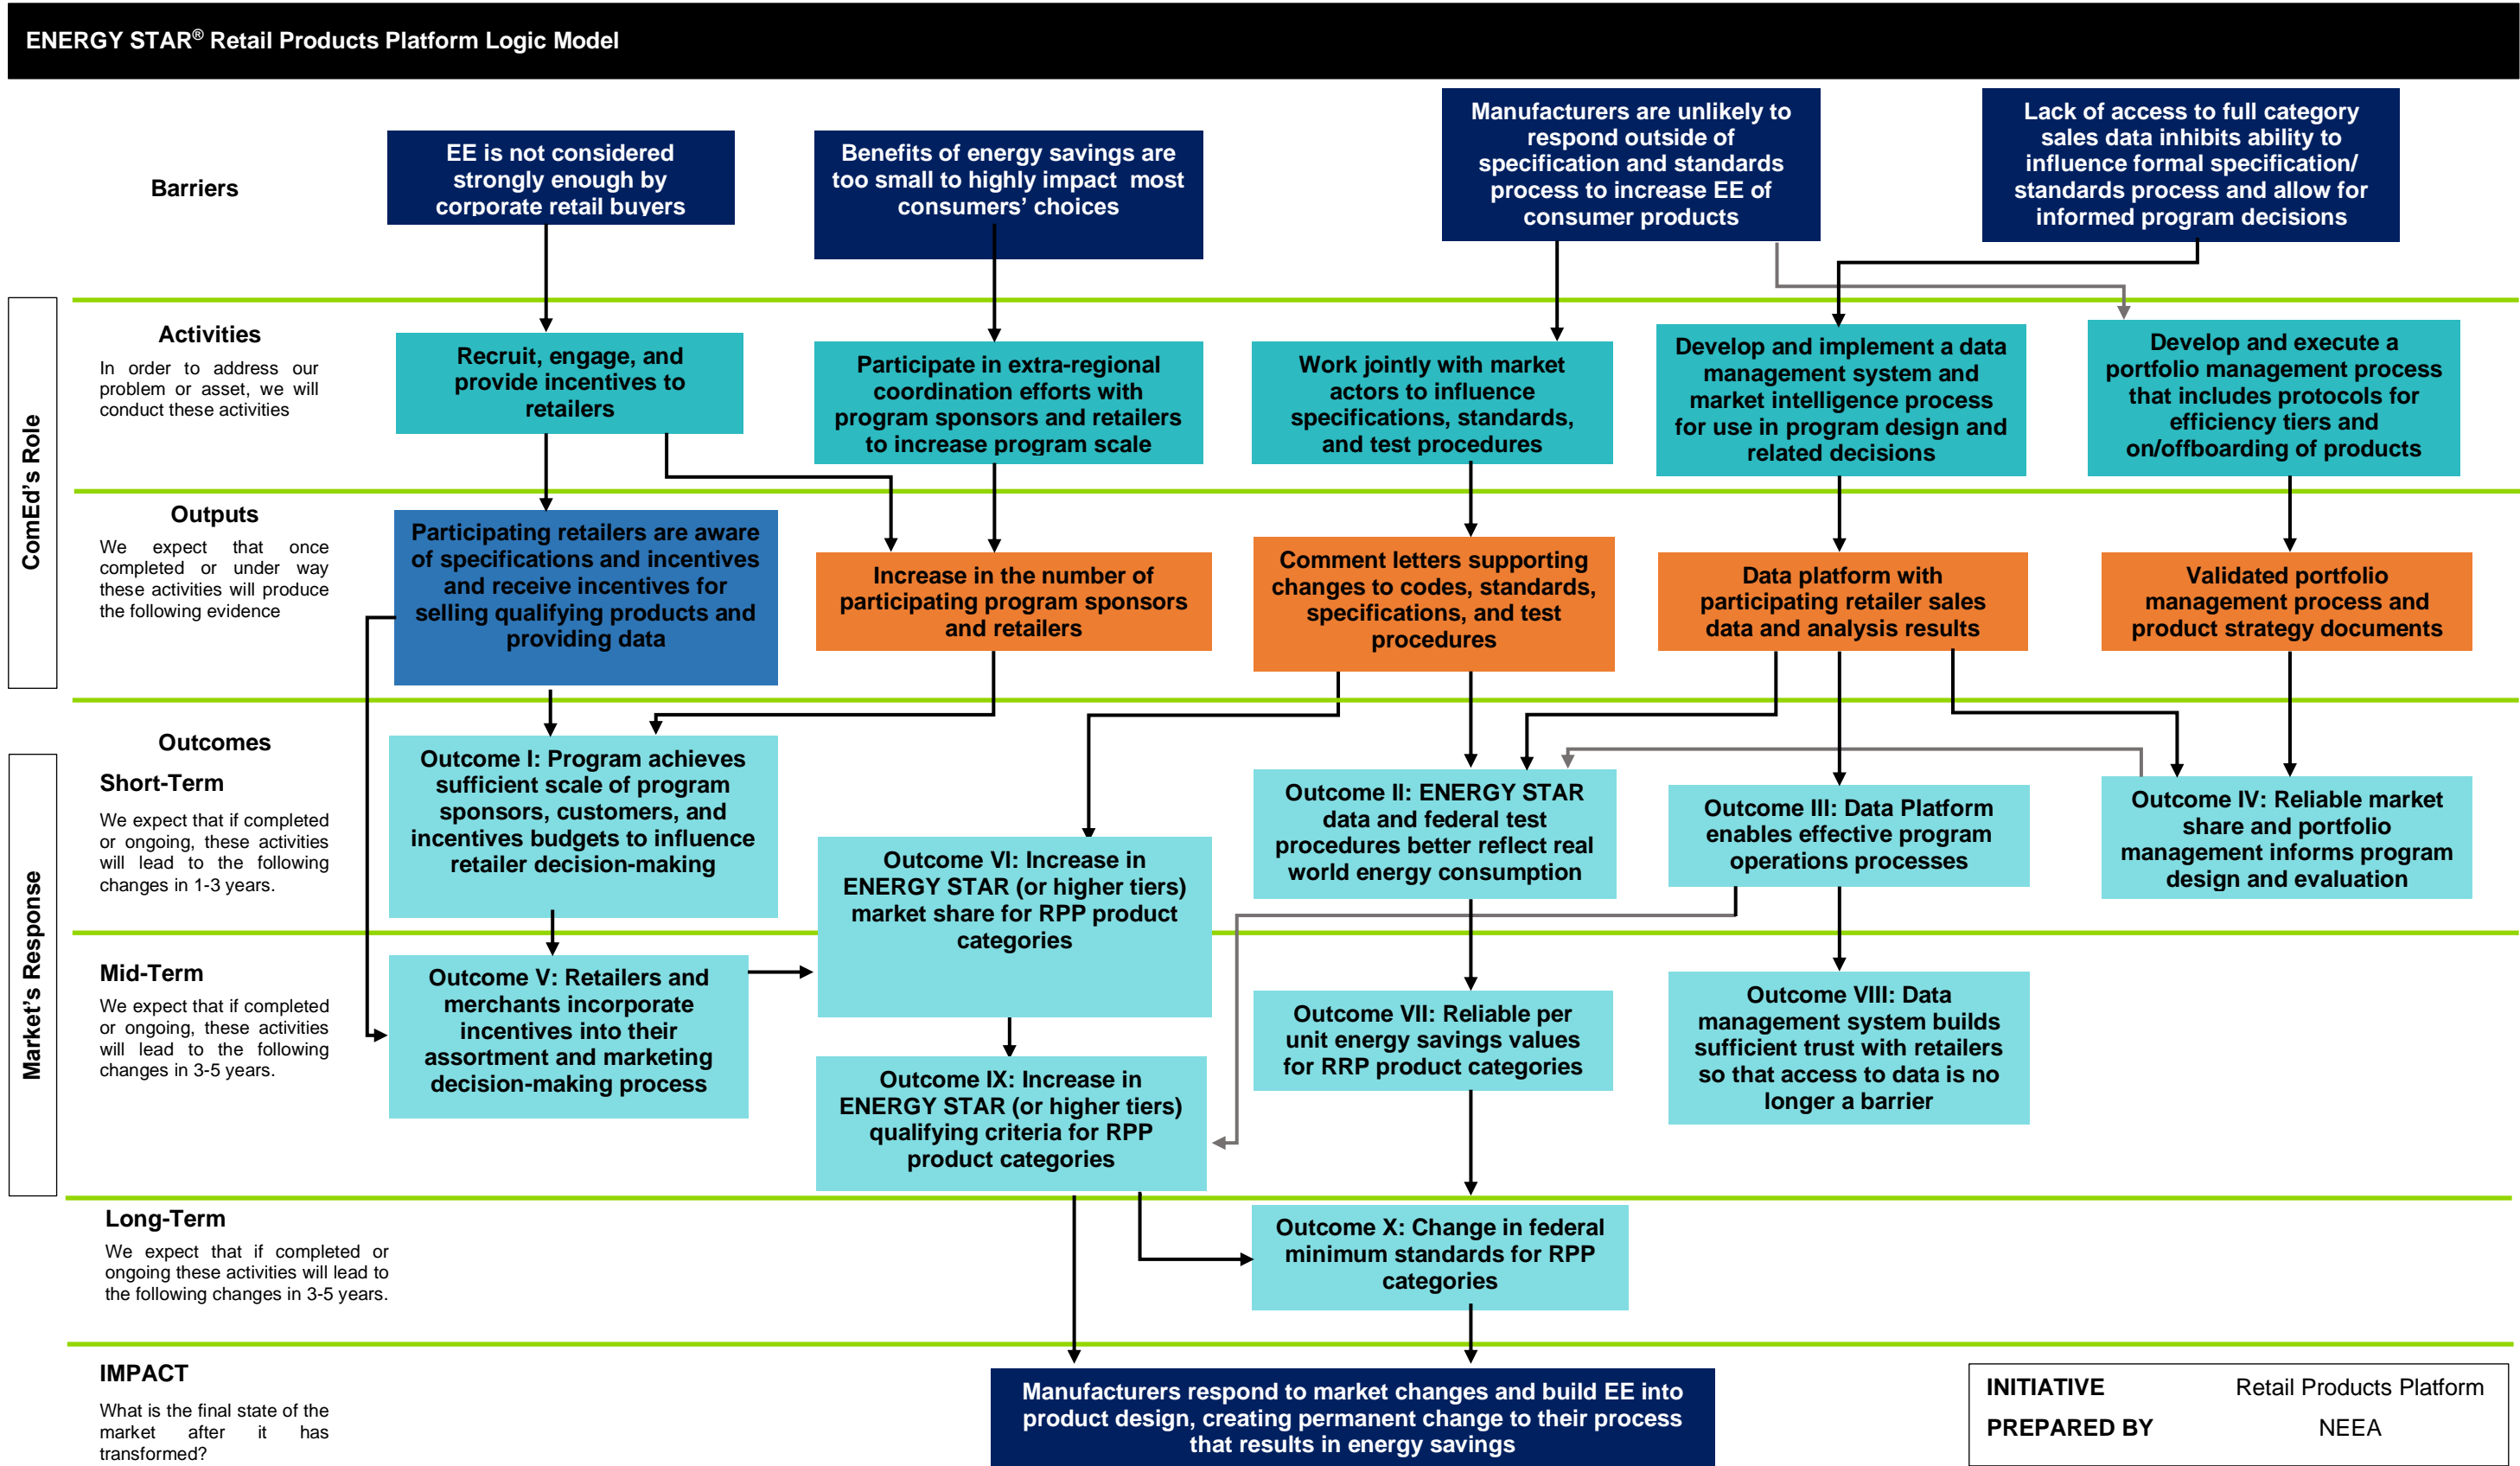 ENERGY STAR® Retail Products Platform Logic Model
Barriers
EE is not considered
strongly enough by
corporate retail buyers
Benefits of energy savings are
too small to highly impact most
consumers’ choices
Manufacturers are unlikely to
respond outside of
specification and standards
process to increase EE of
consumer products
Lack of access to full category
sales data inhibits ability to
influence formal specification/
standards process and allow for
informed program decisions
ComEd’s Role
Activities
In order to address our
problem or asset, we will
conduct these activities
Recruit, engage, and
provide incentives to
retailers
Participate in extra-regional
coordination efforts with
program sponsors and retailers
to increase program scale
Work jointly with market
actors to influence
specifications, standards,
and test procedures
Develop and implement a data
management system and
market intelligence process
for use in program design and
related decisions
Develop and execute a
portfolio management process
that includes protocols for
efficiency tiers and
on/offboarding of products
Outputs
We expect that once
completed or under way
these activities will produce
the following evidence
Participating retailers are aware
of specifications and incentives
and receive incentives for
selling qualifying products and
providing data
Increase in the number of
participating program sponsors
and retailers
Comment letters supporting
changes to codes, standards,
specifications, and test
procedures
Data platform with
participating retailer sales
data and analysis results
Validated portfolio
management process and
product strategy documents
Market’s Response
Outcomes
Short-Term
We expect that if completed
or ongoing, these activities
will lead to the following
changes in 1-3 years.
Outcome I: Program achieves
sufficient scale of program
sponsors, customers, and
incentives budgets to influence
retailer decision-making
Outcome VI: Increase in
ENERGY STAR (or higher tiers)
market share for RPP product
categories
Outcome II: ENERGY STAR
data and federal test
procedures better reflect real
world energy consumption
Outcome III: Data Platform
enables effective program
operations processes
Outcome IV: Reliable market
share and portfolio
management informs program
design and evaluation
Mid-Term
We expect that if completed
or ongoing, these activities
will lead to the following
changes in 3-5 years.
Outcome V: Retailers and
merchants incorporate
incentives into their
assortment and marketing
decision-making process
Outcome IX: Increase in
ENERGY STAR (or higher tiers)
qualifying criteria for RPP
product categories
Outcome VII: Reliable per
unit energy savings values
for RRP product categories
Outcome VIII: Data
management system builds
sufficient trust with retailers
so that access to data is no
longer a barrier
Long-Term
We expect that if completed or
ongoing these activities will lead to
the following changes in 3-5 years.
Outcome X: Change in federal
minimum standards for RPP
categories
IMPACT
What is the final state of the
market after it has
transformed?
Manufacturers respond to market changes and build EE into
product design, creating permanent change to their process
that results in energy savings
INITIATIVE Retail Products Platform
PREPARED BY NEEA